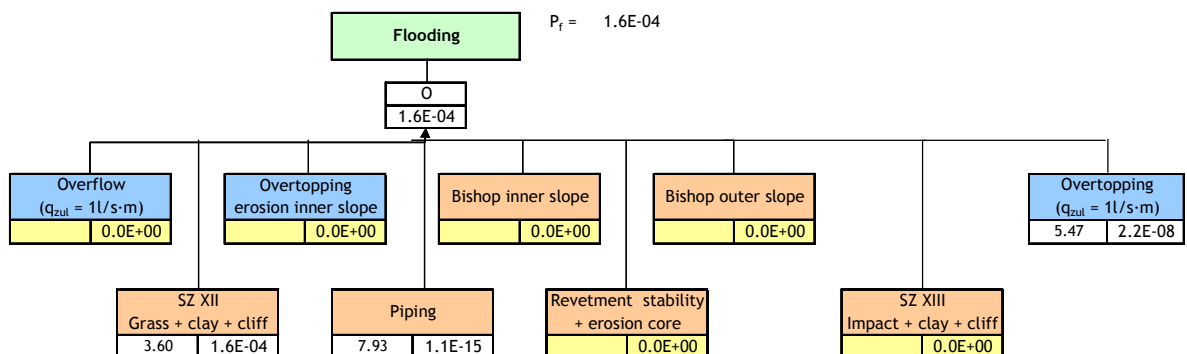 Flooding
P_f = 1.6E-04
O
1.6E-04
Overflow
(q_zul = 1l/s·m)
0.0E+00
Overtopping
erosion inner slope
0.0E+00
Bishop inner slope
0.0E+00
Bishop outer slope
0.0E+00
Overtopping
(q_zul = 1l/s·m)
5.47 2.2E-08
SZ XII
Grass + clay + cliff
3.60 1.6E-04
Piping
7.93 1.1E-15
Revetment stability
+ erosion core
0.0E+00
SZ XIII
Impact + clay + cliff
0.0E+00